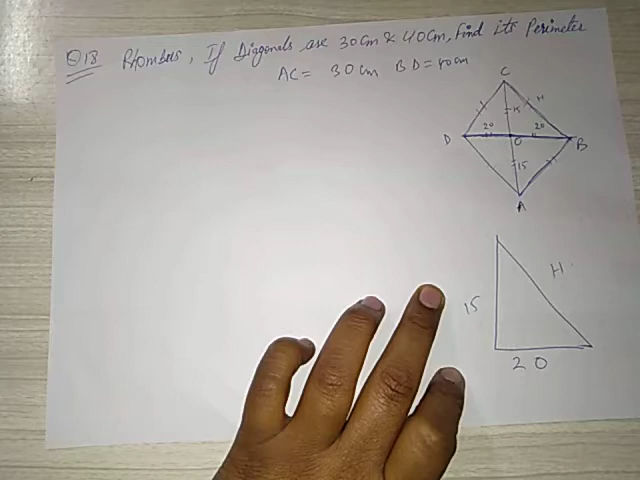 Q18 Rhombus, If Diagonals are 30cm & 40cm, Find its Perimeter
AC = 30cm BD = 40cm
C
15 H
D 20 20 B
O
15
A
15 H
20